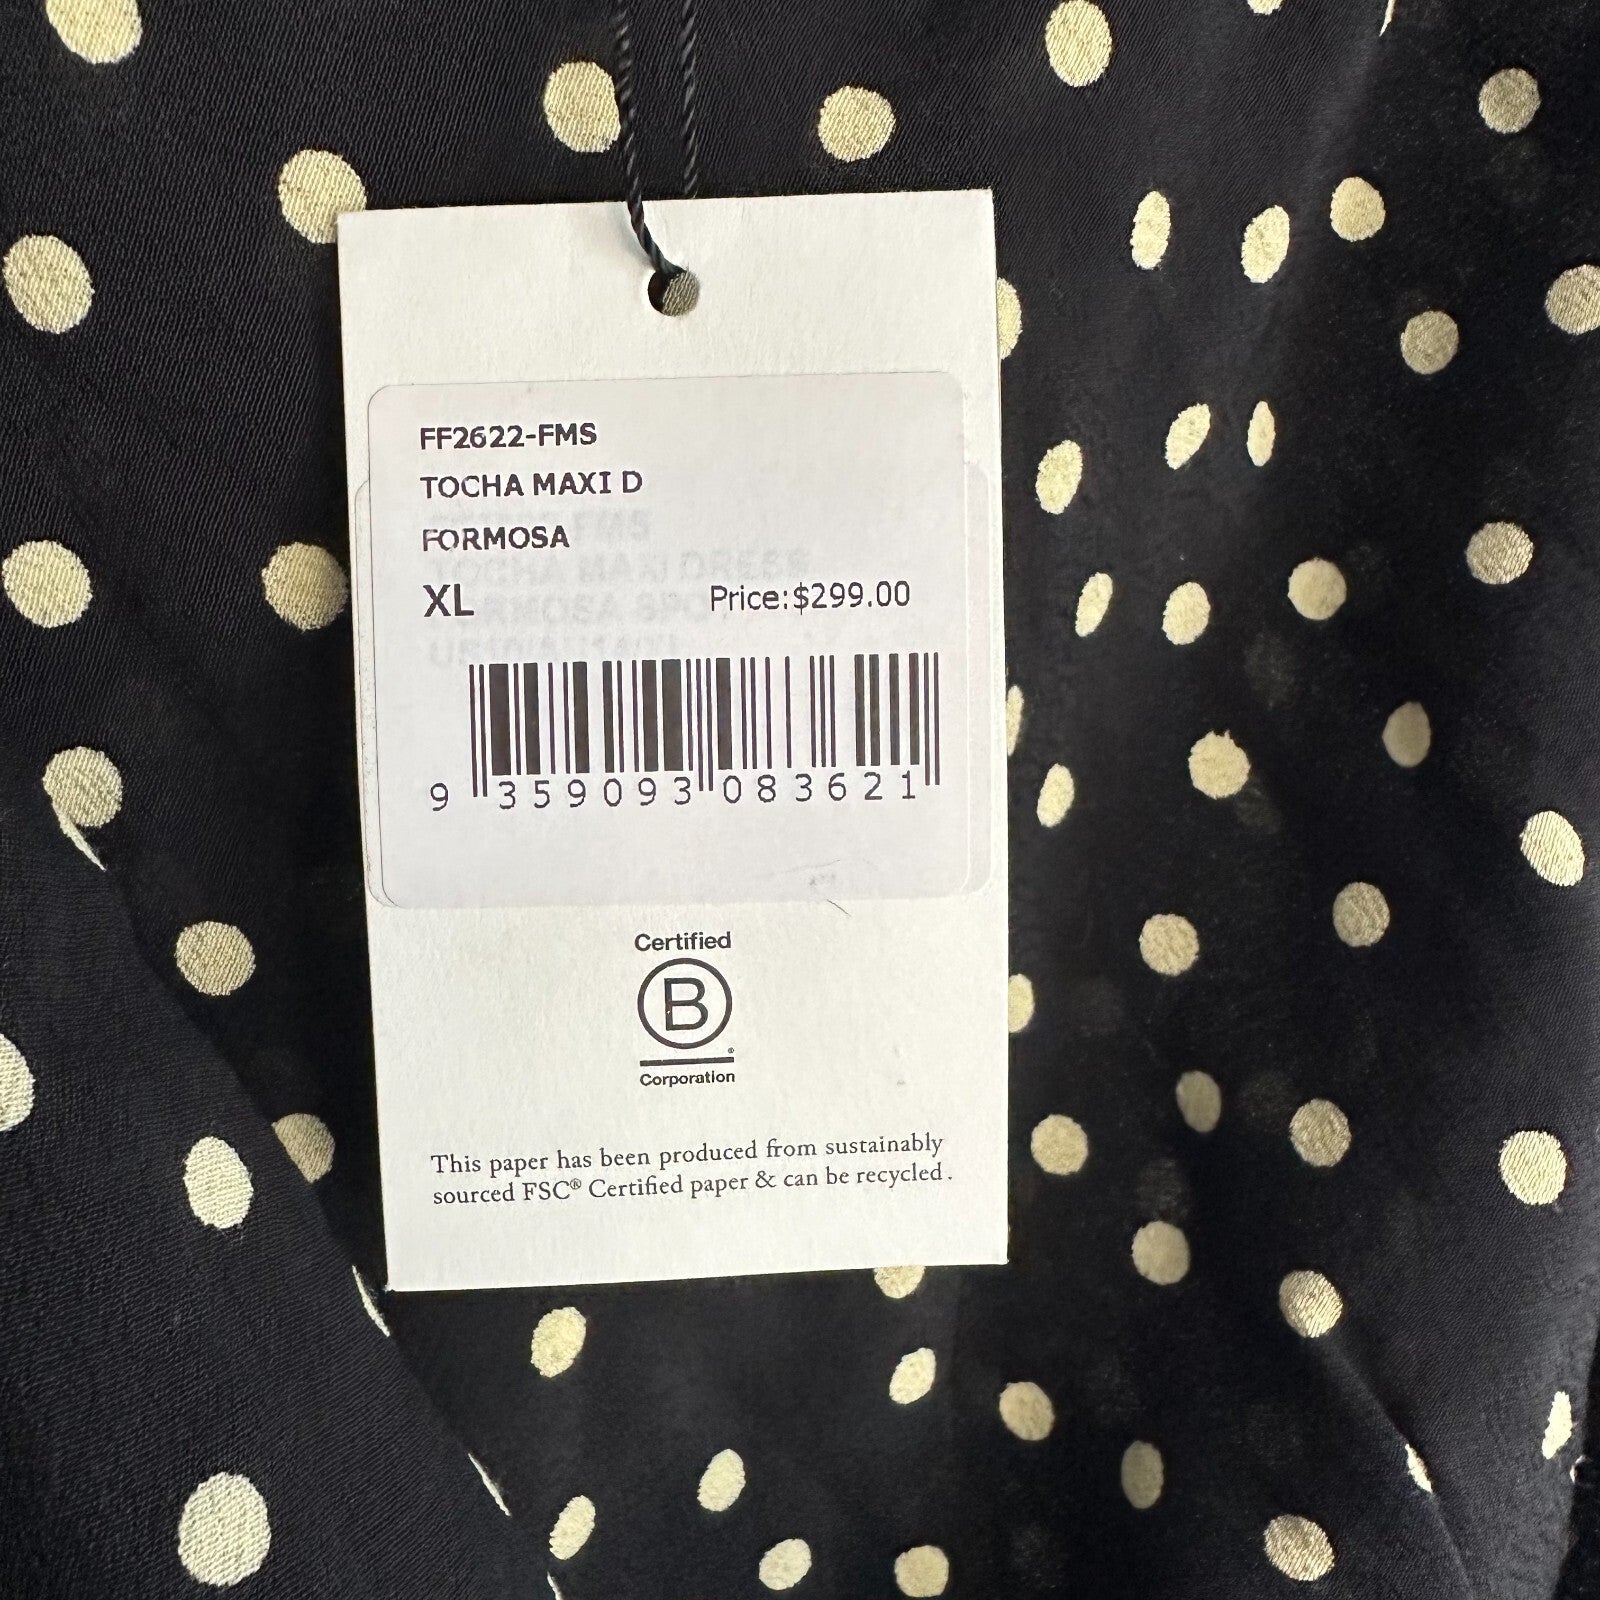 FF2622-FMS
TOCHA MAXI D
FORMOSA
XL Price:$299.00
9 359093 083621
Certified
B
®
Corporation
This paper has been produced from sustainably
sourced FSC® Certified paper & can be recycled.